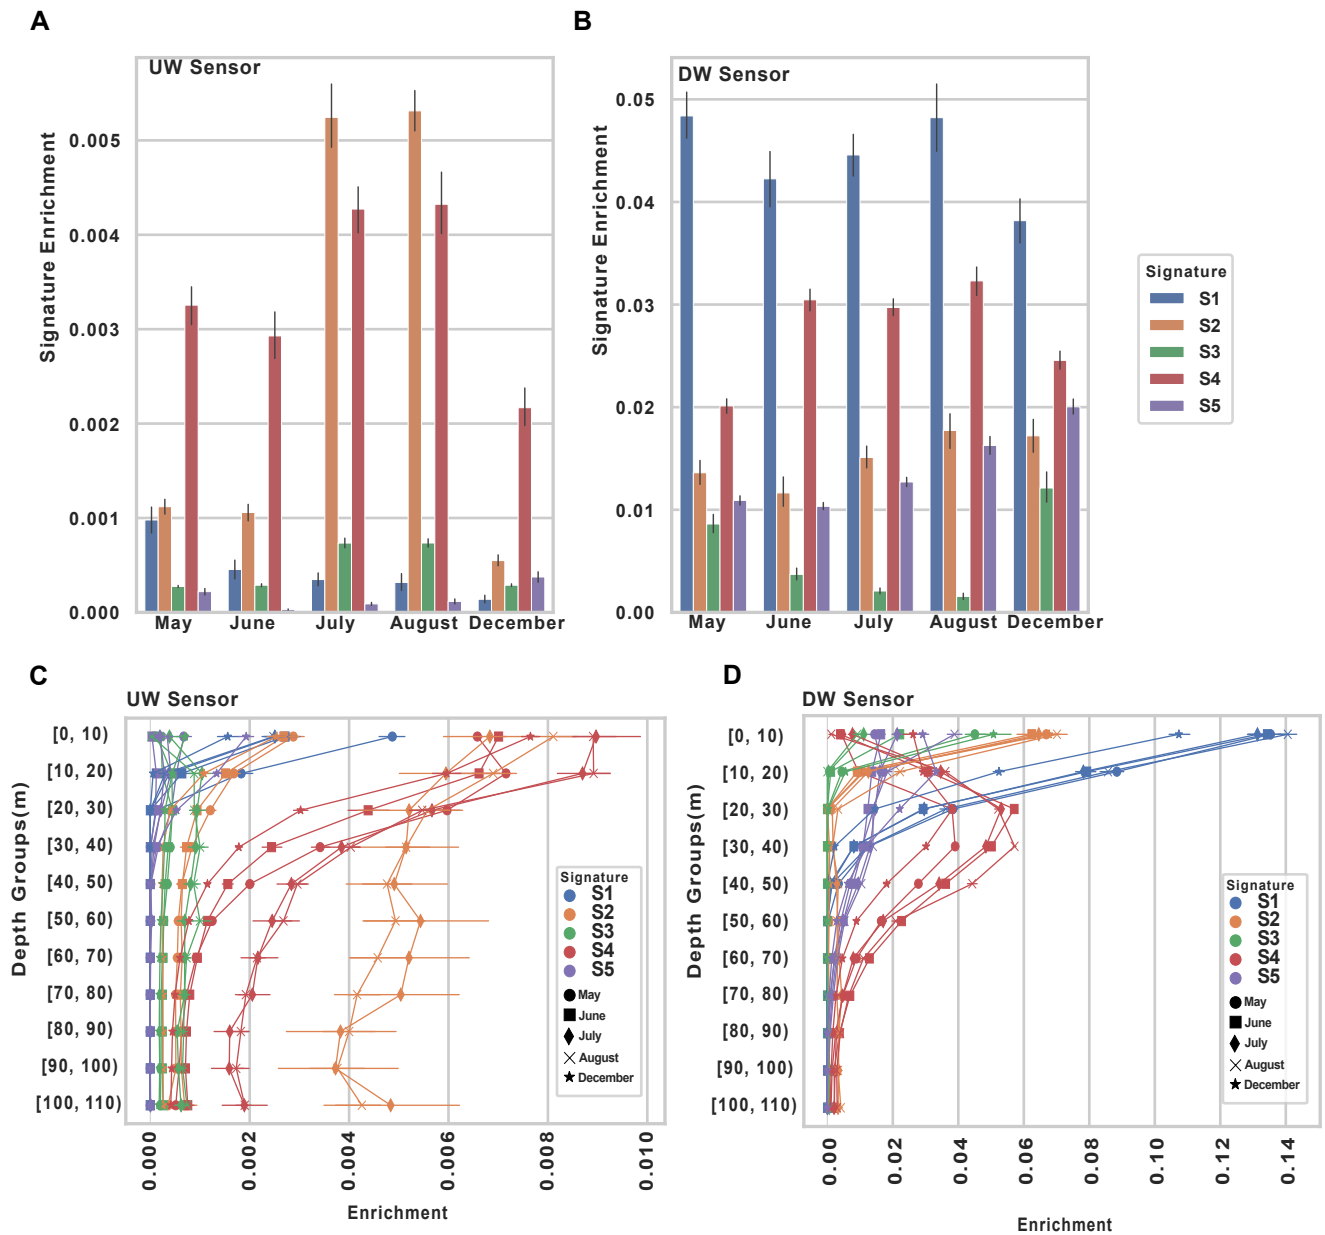 A
B
UW Sensor
DW Sensor
Signature Enrichment
0.005
0.004
0.003
0.002
0.001
0.000
May
June
July
August
December
Signature Enrichment
0.05
0.04
0.03
0.02
0.01
0.00
May
June
July
August
December
Signature
S1
S2
S3
S4
S5
C
D
UW Sensor
Depth Groups(m)
[0, 10)
[10, 20)
[20, 30)
[30, 40)
[40, 50)
[50, 60)
[60, 70)
[70, 80)
[80, 90)
[90, 100)
[100, 110)
0.000
0.002
0.004
0.006
0.008
0.010
Enrichment
Signature
S1
S2
S3
S4
S5
May
June
July
August
December
DW Sensor
Depth Groups(m)
[0, 10)
[10, 20)
[20, 30)
[30, 40)
[40, 50)
[50, 60)
[60, 70)
[70, 80)
[80, 90)
[90, 100)
[100, 110)
0.00
0.02
0.04
0.06
0.08
0.10
0.12
0.14
Enrichment
Signature
S1
S2
S3
S4
S5
May
June
July
August
December